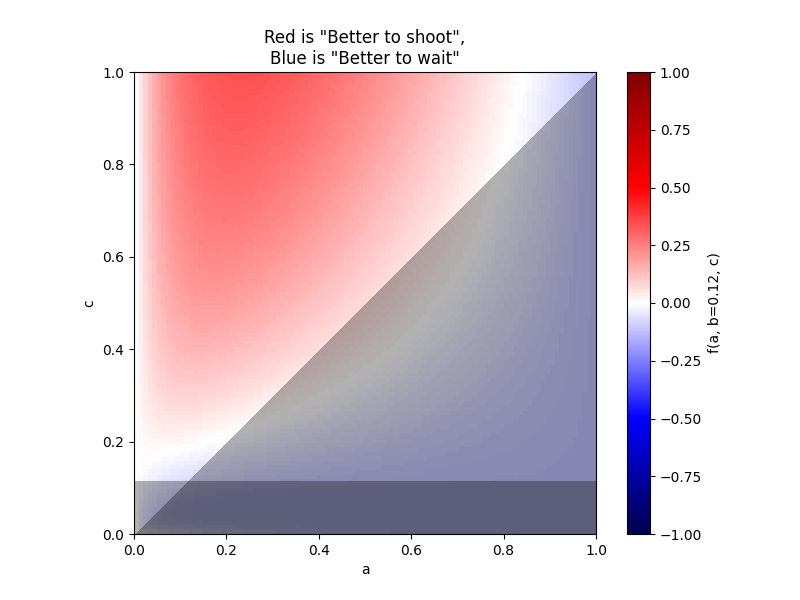 Red is "Better to shoot",
Blue is "Better to wait"
1.0
0.8
0.6
0.4
0.2
0.0
c
0.0 0.2 0.4 0.6 0.8 1.0
a
1.00
0.75
0.50
0.25
0.00
−0.25
−0.50
−0.75
−1.00
f(a, b=0.12, c)